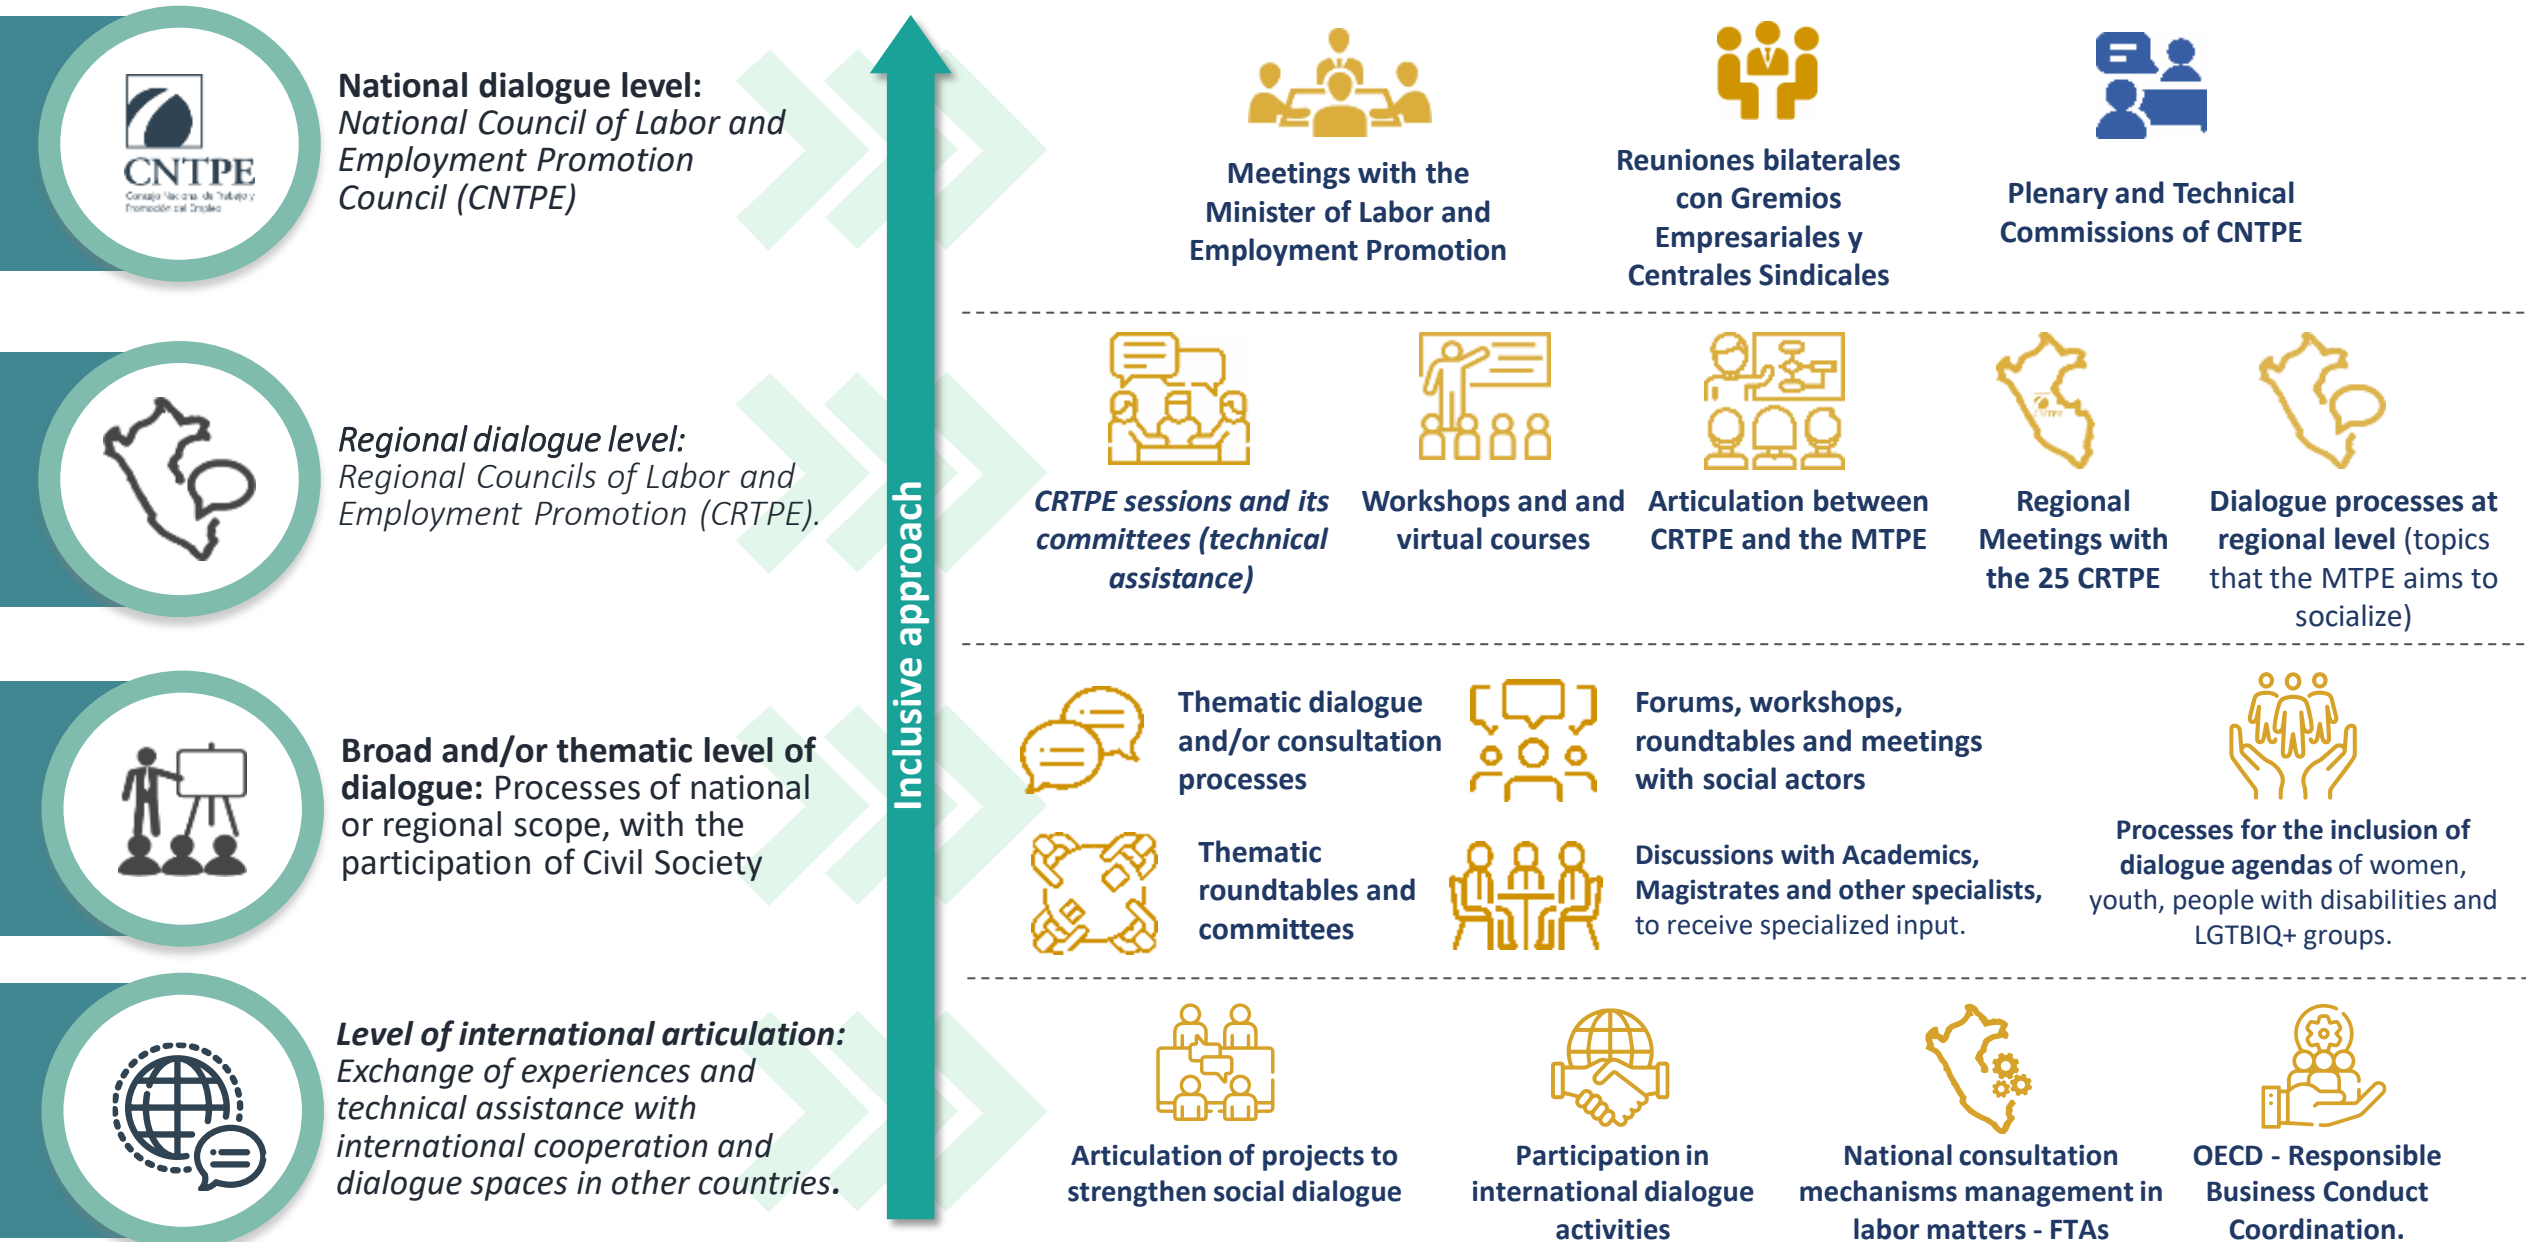 CNTPE
Consejo Nacional de Trabajo y
Promoción del Empleo
National dialogue level:
National Council of Labor and
Employment Promotion
Council (CNTPE)
Meetings with the
Minister of Labor and
Employment Promotion
Reuniones bilaterales
con Gremios
Empresariales y
Centrales Sindicales
Plenary and Technical
Commissions of CNTPE
Inclusive approach
Regional dialogue level:
Regional Councils of Labor and
Employment Promotion (CRTPE).
CRTPE sessions and its
committees (technical
assistance)
Workshops and and
virtual courses
Articulation between
CRTPE and the MTPE
CNTPE
Regional
Meetings with
the 25 CRTPE
Dialogue processes at
regional level (topics
that the MTPE aims to
socialize)
Broad and/or thematic level of
dialogue: Processes of national
or regional scope, with the
participation of Civil Society
Thematic dialogue
and/or consultation
processes
Forums, workshops,
roundtables and meetings
with social actors
Thematic
roundtables and
committees
Discussions with Academics,
Magistrates and other specialists,
to receive specialized input.
Processes for the inclusion of
dialogue agendas of women,
youth, people with disabilities and
LGTBIQ+ groups.
Level of international articulation:
Exchange of experiences and
technical assistance with
international cooperation and
dialogue spaces in other countries.
Articulation of projects to
strengthen social dialogue
Participation in
international dialogue
activities
National consultation
mechanisms management in
labor matters - FTAs
OECD - Responsible
Business Conduct
Coordination.